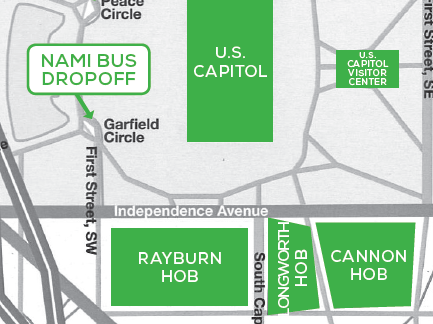 Peace
Circle
NAMI BUS
DROPOFF
U.S.
CAPITOL
U.S.
CAPITOL
VISITOR
CENTER
First Street, SE
Garfield
Circle
First Street, SW
Independence Avenue
RAYBURN
HOB
South Cap
LONGWORTH
HOB
CANNON
HOB